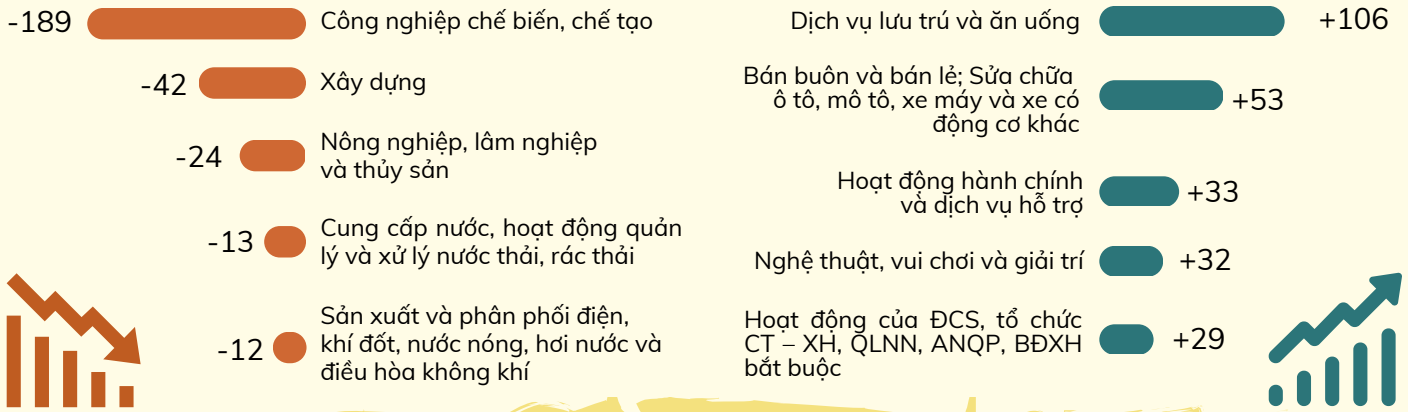 -189
Công nghiệp chế biến, chế tạo
-42
Xây dựng
-24
Nông nghiệp, lâm nghiệp
và thủy sản
-13
Cung cấp nước, hoạt động quản
lý và xử lý nước thải, rác thải
-12
Sản xuất và phân phối điện,
khí đốt, nước nóng, hơi nước và
điều hòa không khí
Dịch vụ lưu trú và ăn uống
+106
Bán buôn và bán lẻ; Sửa chữa
ô tô, mô tô, xe máy và xe có
động cơ khác
+53
Hoạt động hành chính
và dịch vụ hỗ trợ
+33
Nghệ thuật, vui chơi và giải trí
+32
Hoạt động của ĐCS, tổ chức
CT – XH, QLNN, ANQP, BĐXH
bắt buộc
+29